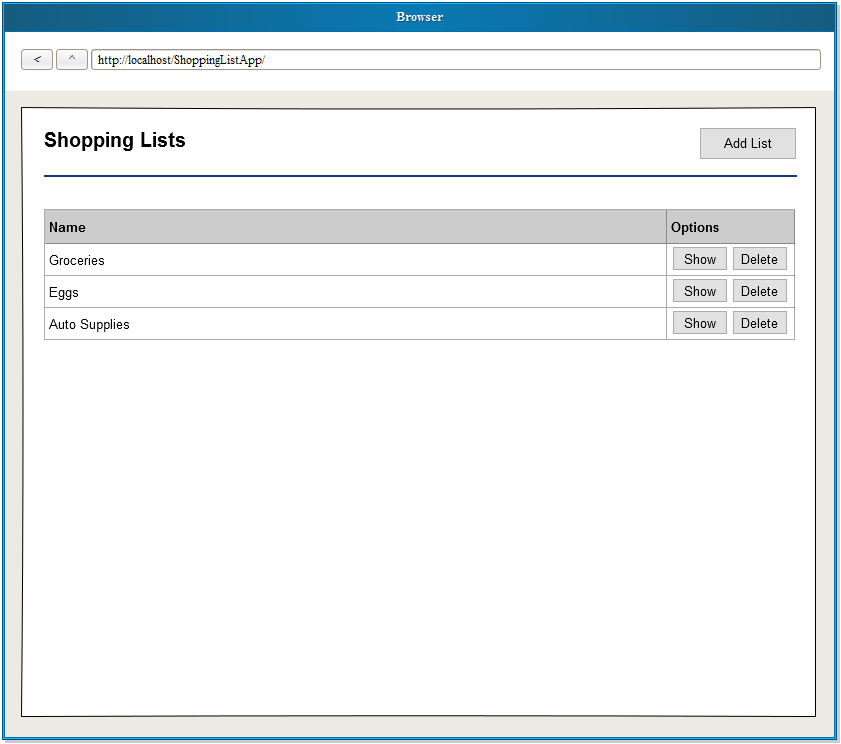 Browser
< ^ http://localhost/ShoppingListApp/
Shopping Lists Add List
Name Options
Groceries Show Delete
Eggs Show Delete
Auto Supplies Show Delete